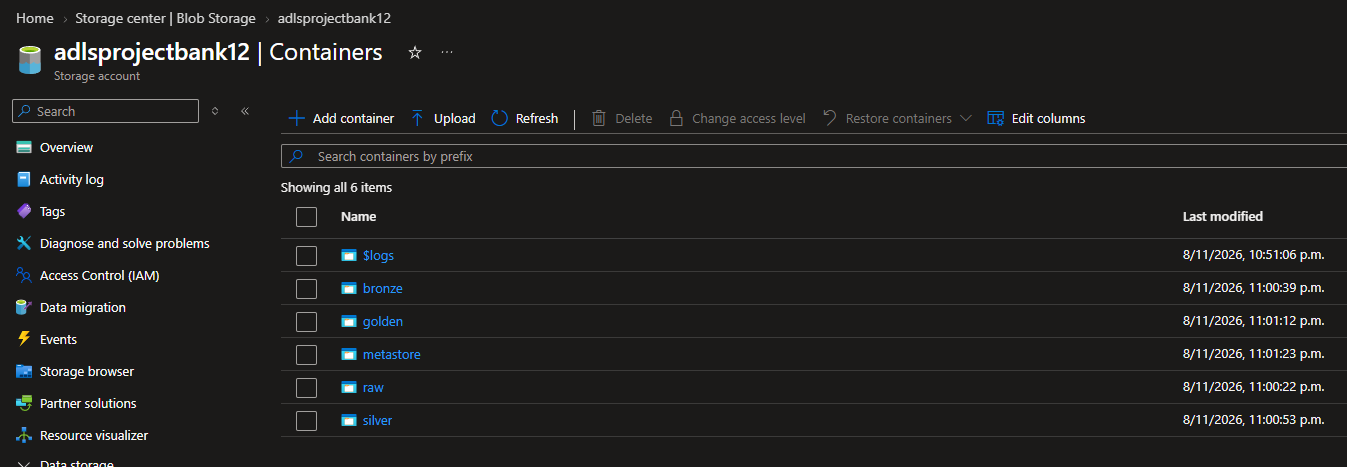 Home > Storage center | Blob Storage > adlsprojectbank12
adlsprojectbank12 | Containers
Storage account
Search
Overview
Activity log
Tags
Diagnose and solve problems
Access Control (IAM)
Data migration
Events
Storage browser
Partner solutions
Resource visualizer
Data storage
Add container Upload Refresh Delete Change access level Restore containers Edit columns
Search containers by prefix
Showing all 6 items
Name Last modified
$logs 8/11/2026, 10:51:06 p.m.
bronze 8/11/2026, 11:00:39 p.m.
golden 8/11/2026, 11:01:12 p.m.
metastore 8/11/2026, 11:01:23 p.m.
raw 8/11/2026, 11:00:22 p.m.
silver 8/11/2026, 11:00:53 p.m.